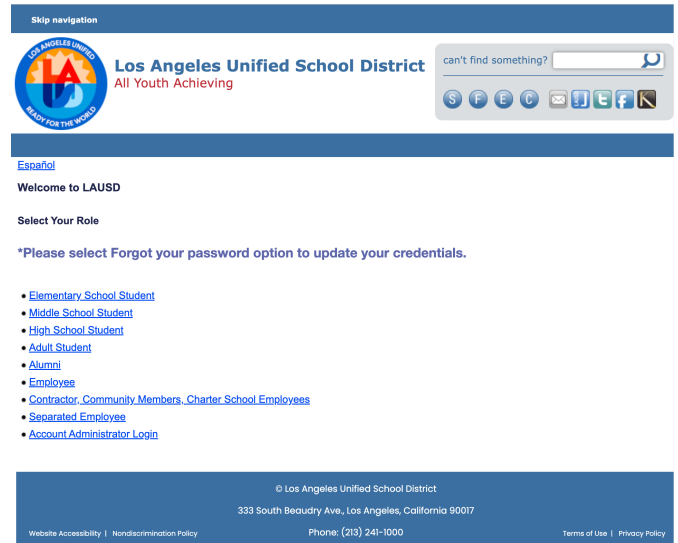 Skip navigation
LOS ANGELES UNIFIED
LAUSD
READY FOR THE WORLD
Los Angeles Unified School District
All Youth Achieving
can't find something?
S F E C
Español
Welcome to LAUSD
Select Your Role
*Please select Forgot your password option to update your credentials.
• Elementary School Student
• Middle School Student
• High School Student
• Adult Student
• Alumni
• Employee
• Contractor, Community Members, Charter School Employees
• Separated Employee
• Account Administrator Login
© Los Angeles Unified School District
333 South Beaudry Ave., Los Angeles, California 90017
Website Accessibility | Nondiscrimination Policy
Phone: (213) 241-1000
Terms of Use | Privacy Policy